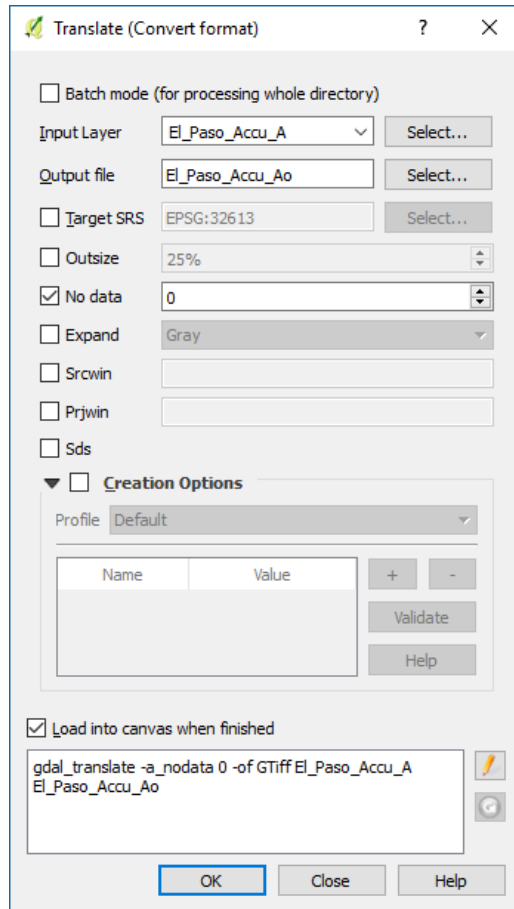 Translate (Convert format) ? ×
Batch mode (for processing whole directory)
Input Layer El_Paso_Accu_A Select...
Output file El_Paso_Accu_Ao Select...
Target SRS EPSG:32613 Select...
Outsize 25%
No data 0
Expand Gray
Srcwin
Prjwin
Sds
Creation Options
Profile Default
Name Value + -
Validate
Help
Load into canvas when finished
gdal_translate -a_nodata 0 -of GTiff El_Paso_Accu_A
El_Paso_Accu_Ao
OK Close Help